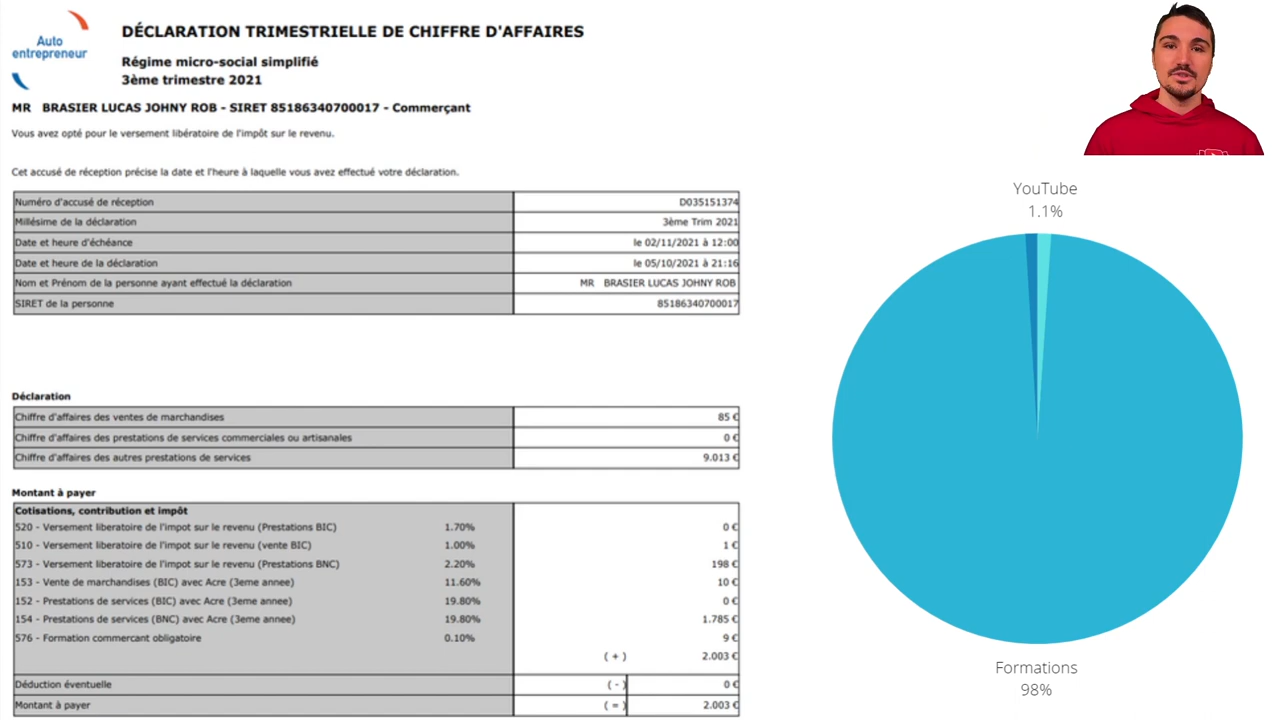 Auto
entrepreneur
DÉCLARATION TRIMESTRIELLE DE CHIFFRE D'AFFAIRES
Régime micro-social simplifié
3ème trimestre 2021
MR BRASIER LUCAS JOHNY ROB - SIRET 85186340700017 - Commerçant
Vous avez opté pour le versement libératoire de l'impôt sur le revenu.
Cet accusé de réception précise la date et l'heure à laquelle vous avez effectué votre déclaration.
Numéro d'accusé de réception D035151374
Millésime de la déclaration 3ème Trim 2021
Date et heure d'échéance le 02/11/2021 à 12:00
Date et heure de la déclaration le 05/10/2021 à 21:16
Nom et Prénom de la personne ayant effectué la déclaration MR BRASIER LUCAS JOHNY ROB
SIRET de la personne 85186340700017
Déclaration
Chiffre d'affaires des ventes de marchandises 85 €
Chiffre d'affaires des prestations de services commerciales ou artisanales 0 €
Chiffre d'affaires des autres prestations de services 9.013 €
Montant à payer
Cotisations, contribution et impôt
520 - Versement liberatoire de l'impot sur le revenu (Prestations BIC) 1.70% 0 €
510 - Versement liberatoire de l'impot sur le revenu (vente BIC) 1.00% 1 €
573 - Versement liberatoire de l'impot sur le revenu (Prestations BNC) 2.20% 198 €
153 - Vente de marchandises (BIC) avec Acre (3eme annee) 11.60% 10 €
152 - Prestations de services (BIC) avec Acre (3eme annee) 19.80% 0 €
154 - Prestations de services (BNC) avec Acre (3eme annee) 19.80% 1.785 €
576 - Formation commercant obligatoire 0.10% 9 €
( + ) 2.003 €
Déduction éventuelle ( - ) 0 €
Montant à payer ( = ) 2.003 €
YouTube
1.1%
Formations
98%